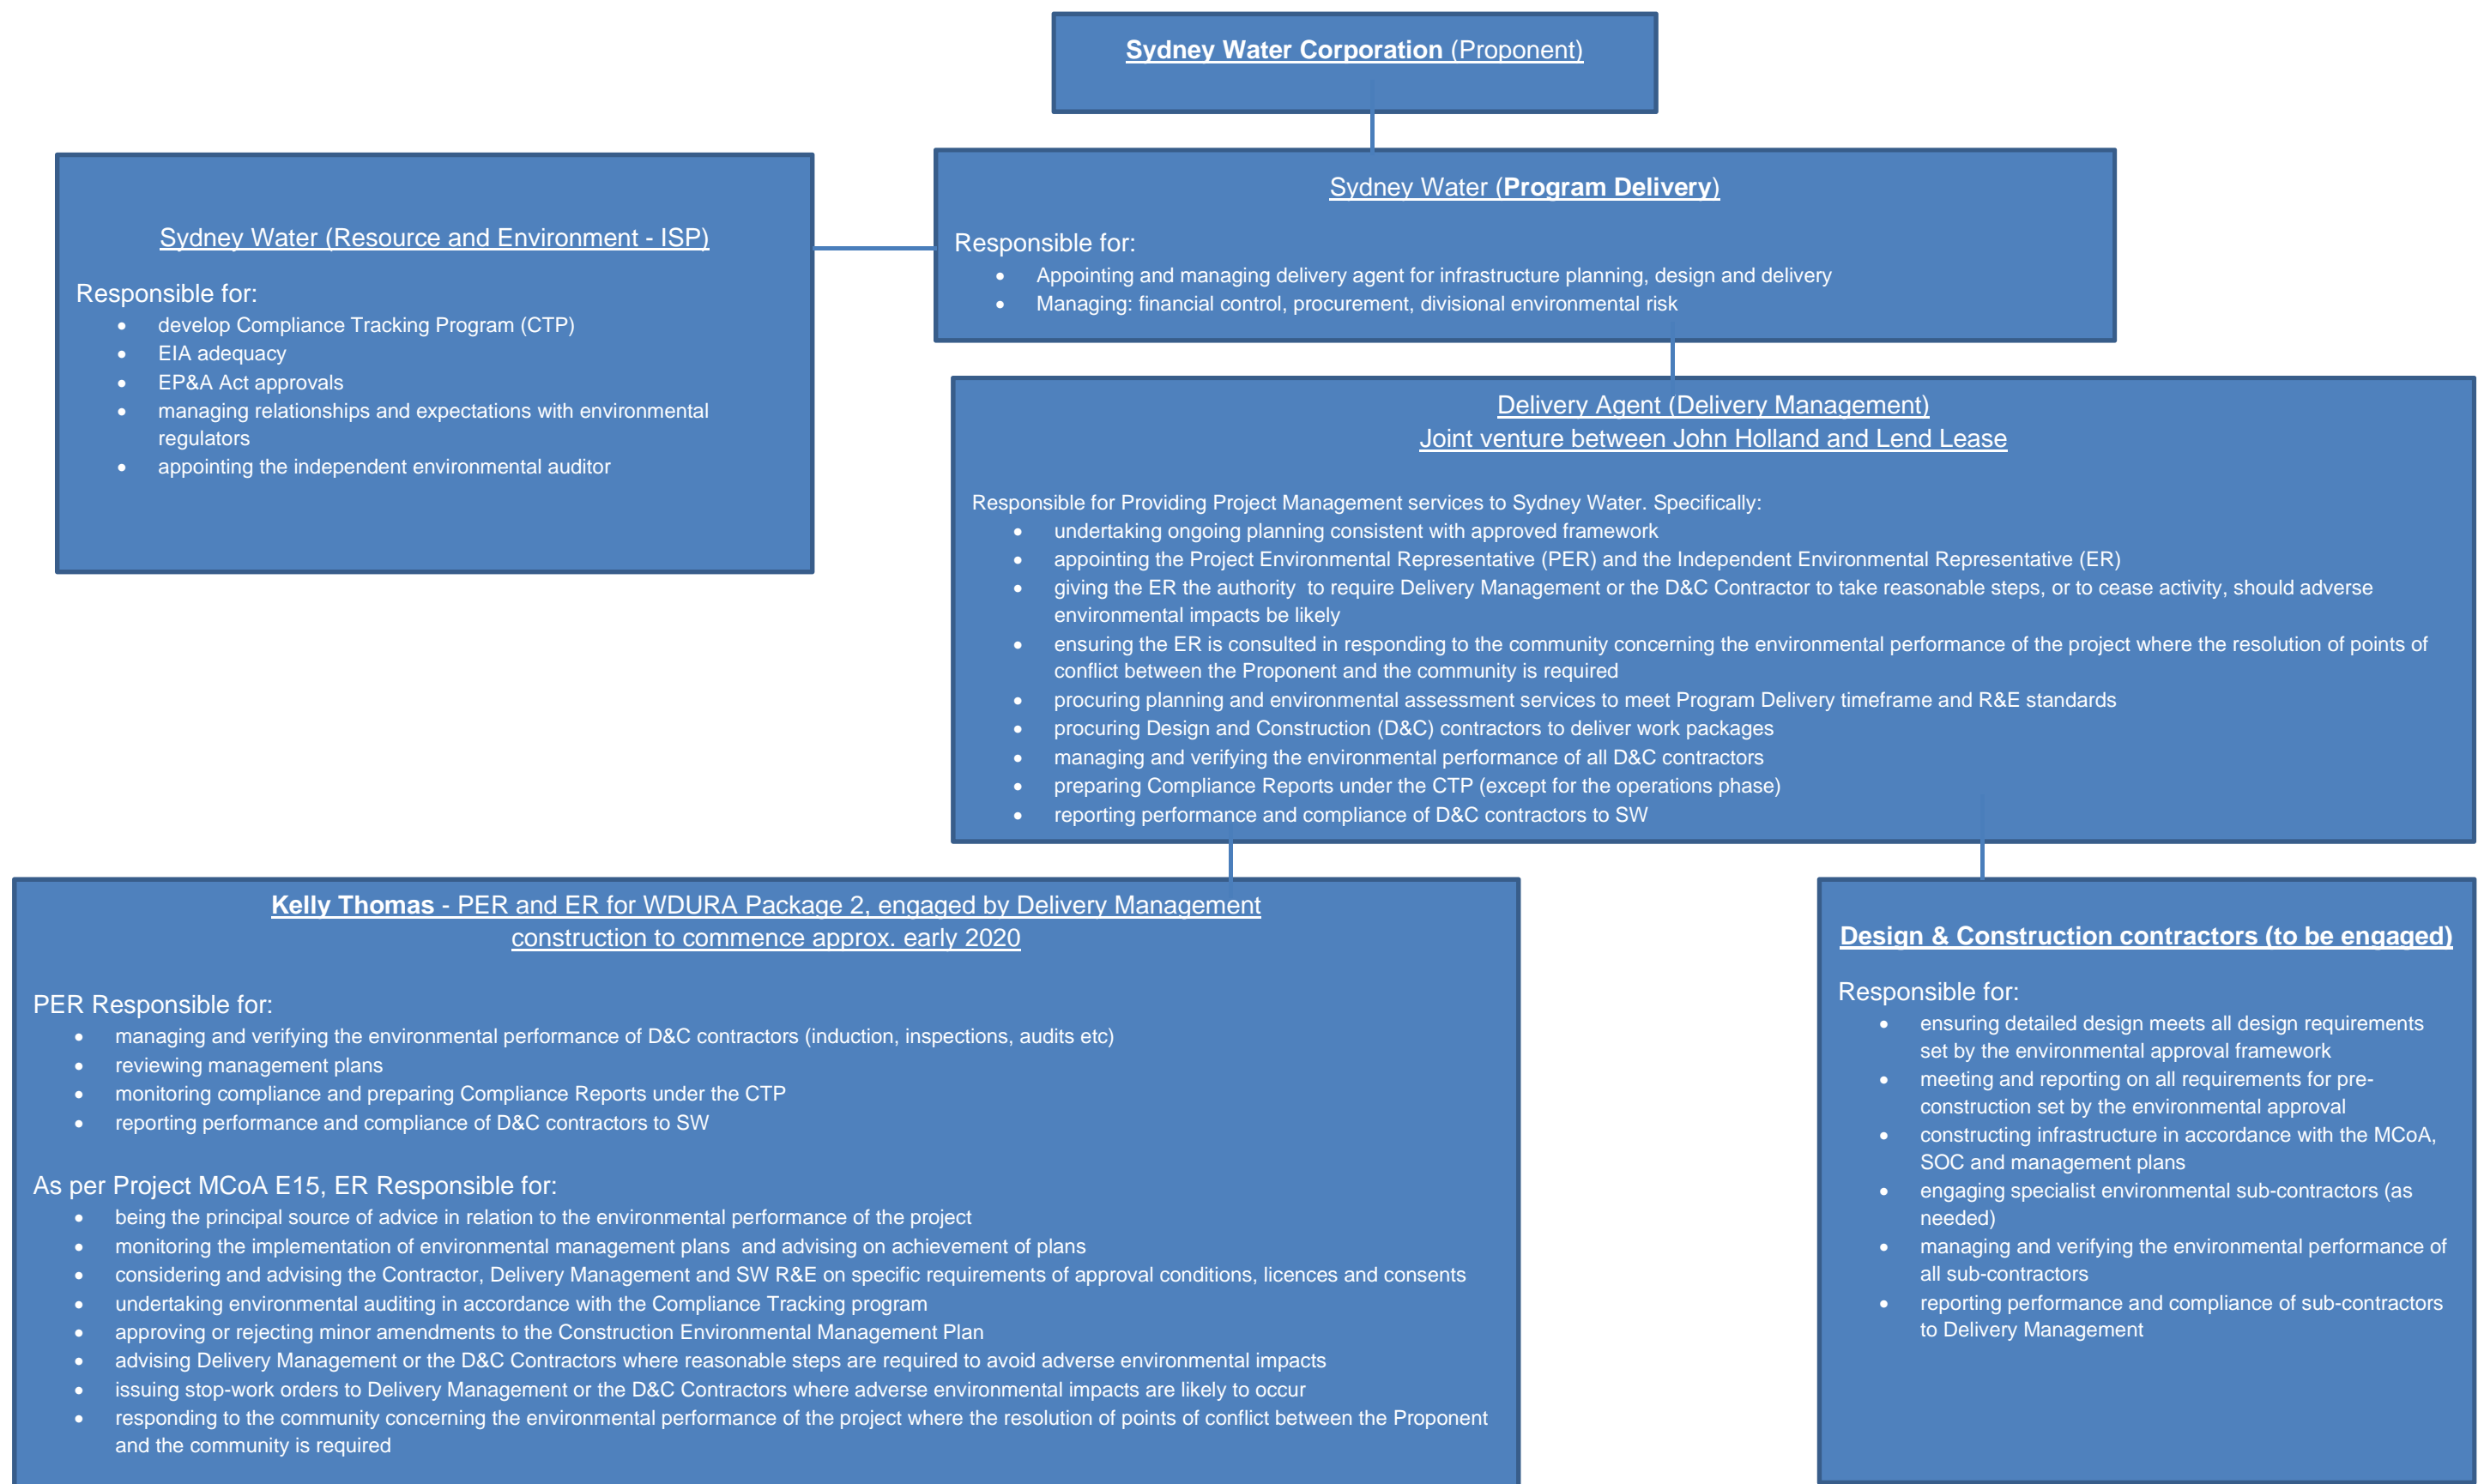 Sydney Water Corporation (Proponent)
Sydney Water (Resource and Environment - ISP)
Responsible for:
• develop Compliance Tracking Program (CTP)
• EIA adequacy
• EP&A Act approvals
• managing relationships and expectations with environmental
regulators
• appointing the independent environmental auditor
Sydney Water (Program Delivery)
Responsible for:
• Appointing and managing delivery agent for infrastructure planning, design and delivery
• Managing: financial control, procurement, divisional environmental risk
Delivery Agent (Delivery Management)
Joint venture between John Holland and Lend Lease
Responsible for Providing Project Management services to Sydney Water. Specifically:
• undertaking ongoing planning consistent with approved framework
• appointing the Project Environmental Representative (PER) and the Independent Environmental Representative (ER)
• giving the ER the authority to require Delivery Management or the D&C Contractor to take reasonable steps, or to cease activity, should adverse
environmental impacts be likely
• ensuring the ER is consulted in responding to the community concerning the environmental performance of the project where the resolution of points of
conflict between the Proponent and the community is required
• procuring planning and environmental assessment services to meet Program Delivery timeframe and R&E standards
• procuring Design and Construction (D&C) contractors to deliver work packages
• managing and verifying the environmental performance of all D&C contractors
• preparing Compliance Reports under the CTP (except for the operations phase)
• reporting performance and compliance of D&C contractors to SW
Kelly Thomas - PER and ER for WDURA Package 2, engaged by Delivery Management
construction to commence approx. early 2020
PER Responsible for:
• managing and verifying the environmental performance of D&C contractors (induction, inspections, audits etc)
• reviewing management plans
• monitoring compliance and preparing Compliance Reports under the CTP
• reporting performance and compliance of D&C contractors to SW
As per Project MCoA E15, ER Responsible for:
• being the principal source of advice in relation to the environmental performance of the project
• monitoring the implementation of environmental management plans and advising on achievement of plans
• considering and advising the Contractor, Delivery Management and SW R&E on specific requirements of approval conditions, licences and consents
• undertaking environmental auditing in accordance with the Compliance Tracking program
• approving or rejecting minor amendments to the Construction Environmental Management Plan
• advising Delivery Management or the D&C Contractors where reasonable steps are required to avoid adverse environmental impacts
• issuing stop-work orders to Delivery Management or the D&C Contractors where adverse environmental impacts are likely to occur
• responding to the community concerning the environmental performance of the project where the resolution of points of conflict between the Proponent
and the community is required
Design & Construction contractors (to be engaged)
Responsible for:
• ensuring detailed design meets all design requirements
set by the environmental approval framework
• meeting and reporting on all requirements for pre-
construction set by the environmental approval
• constructing infrastructure in accordance with the MCoA,
SOC and management plans
• engaging specialist environmental sub-contractors (as
needed)
• managing and verifying the environmental performance of
all sub-contractors
• reporting performance and compliance of sub-contractors
to Delivery Management